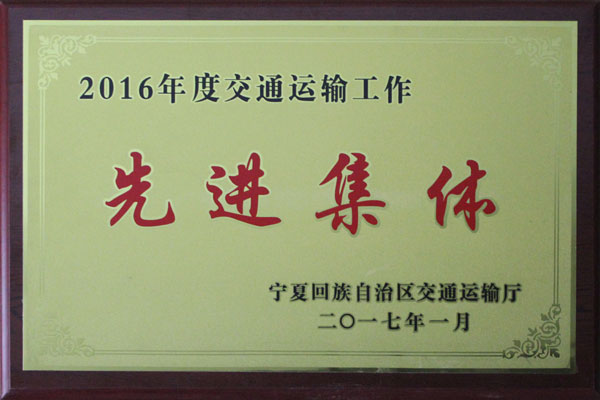 2016年度交通运输工作
先进集体
宁夏回族自治区交通运输厅
二〇一七年一月